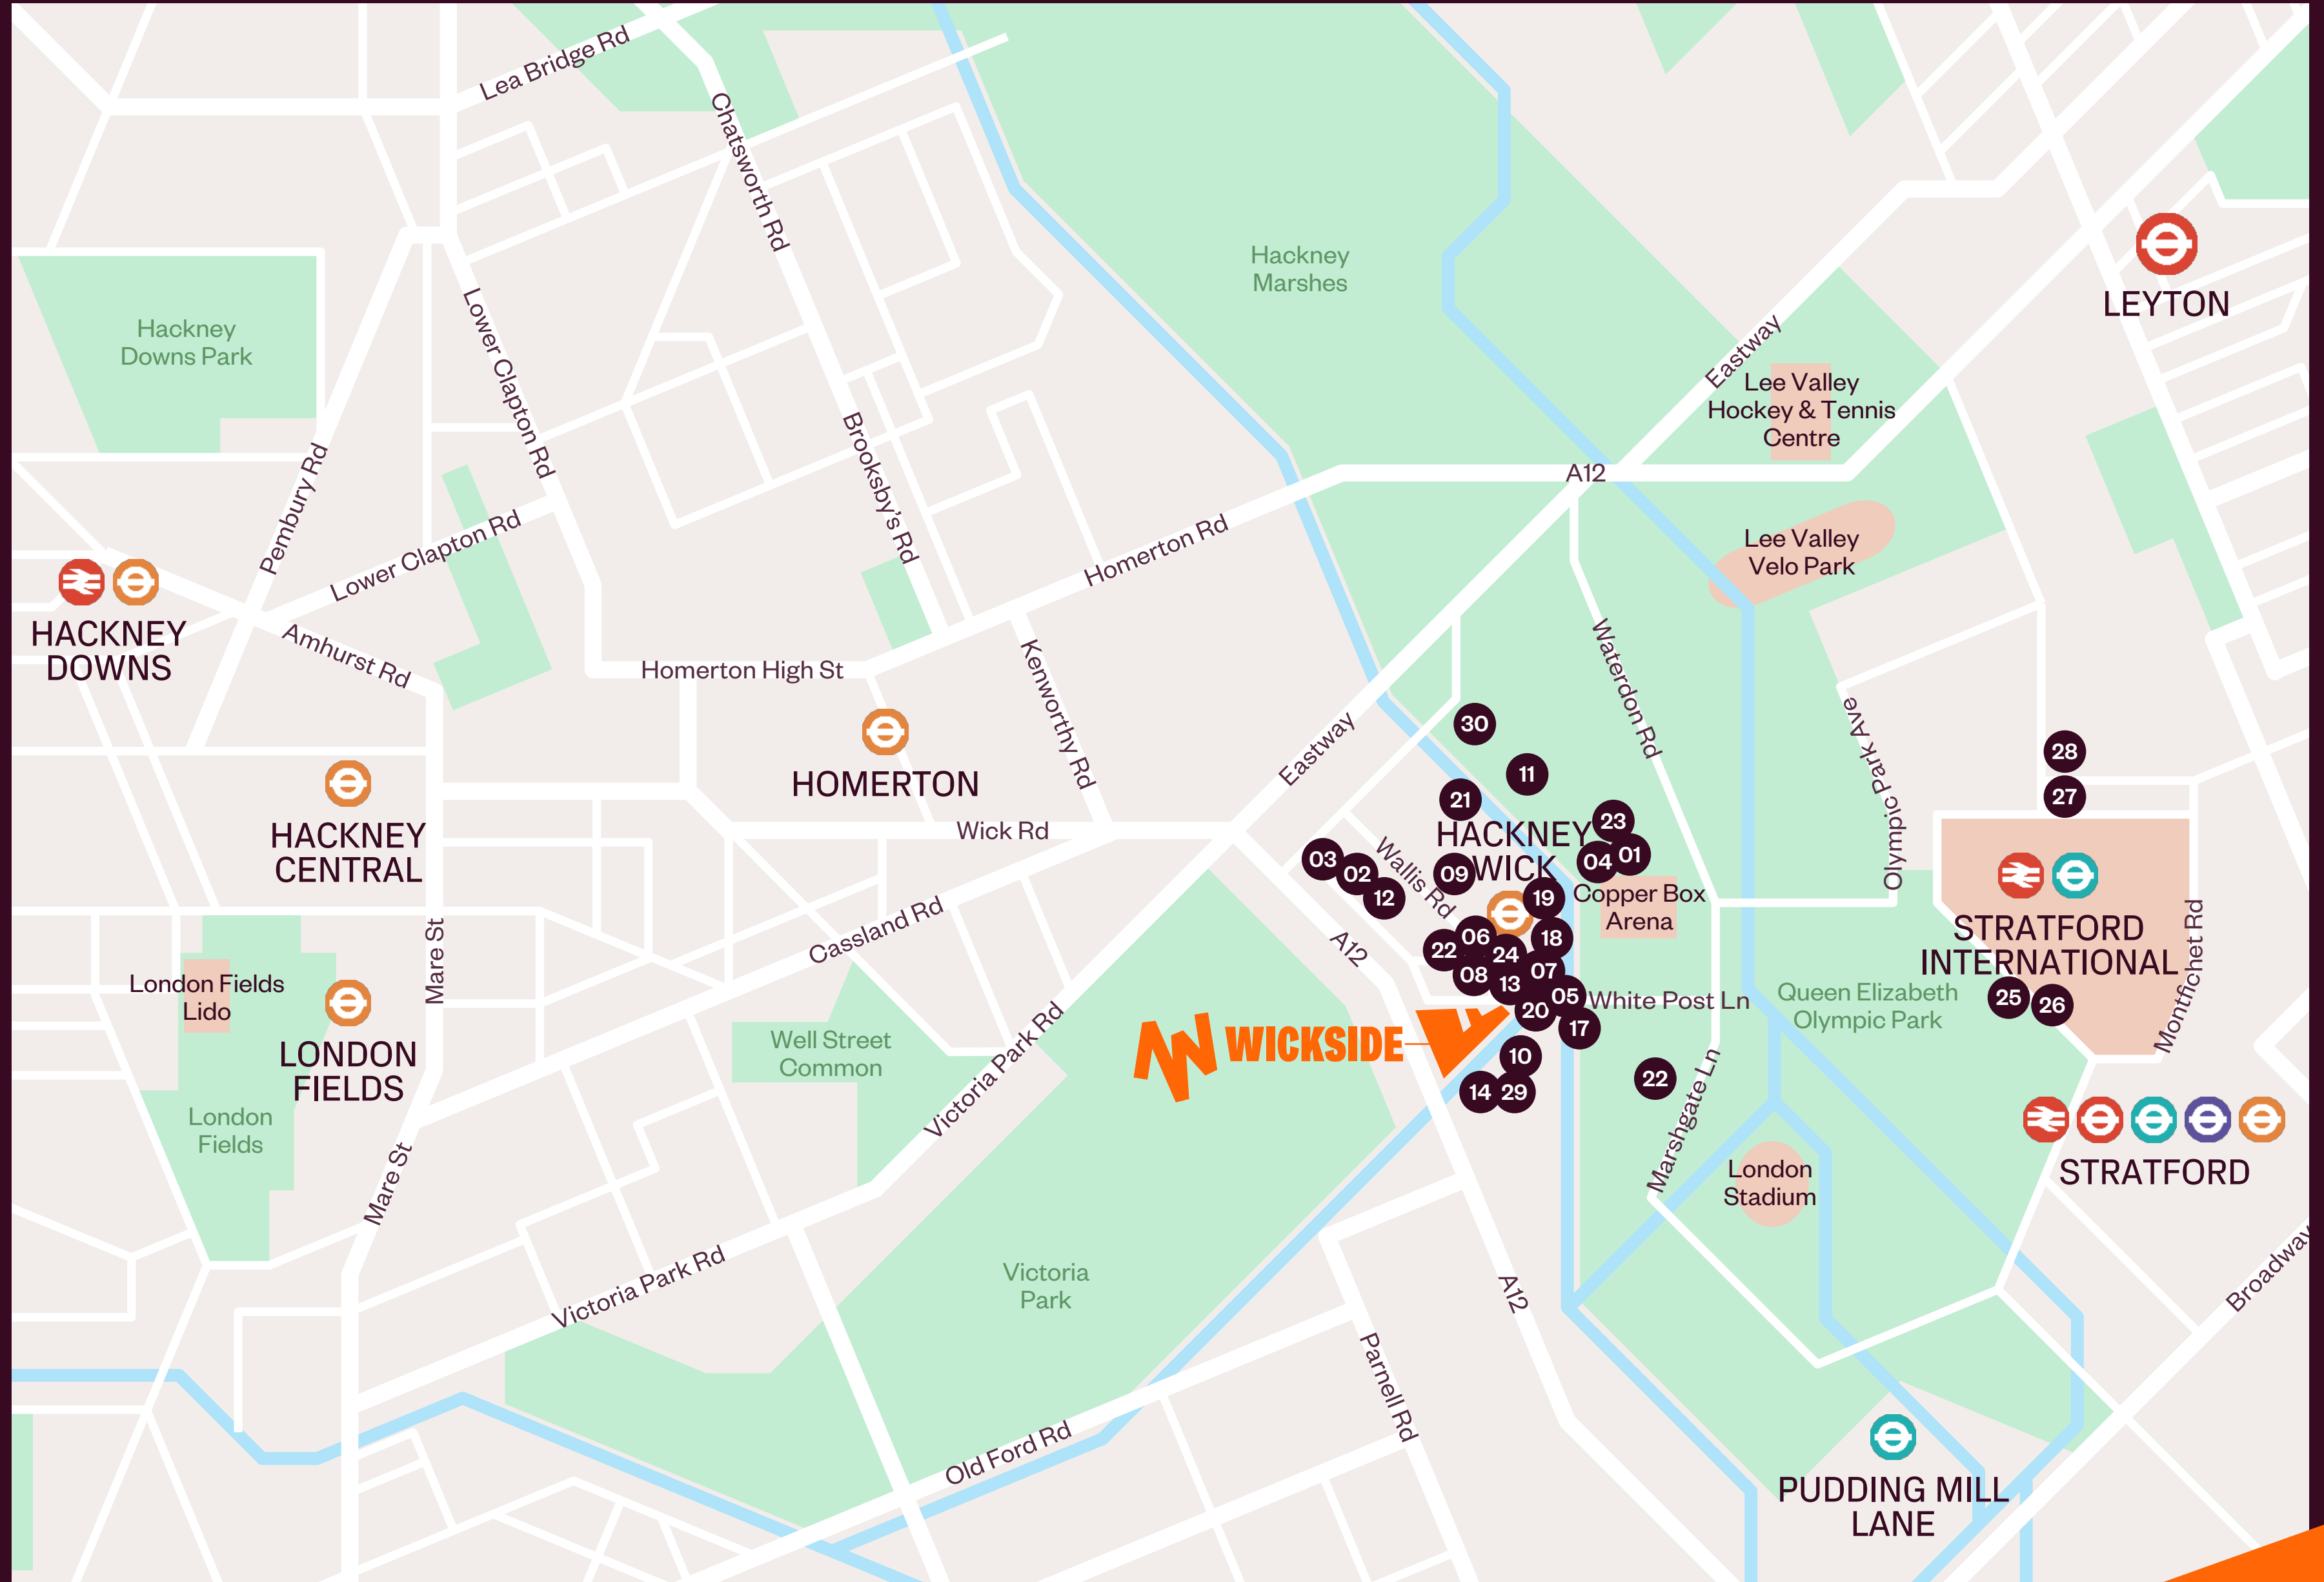 Lea Bridge Rd
Chatsworth Rd
Hackney
Marshes
LEYTON
Hackney
Downs Park
Lower Clapton Rd
Eastway
Lee Valley
Hockey & Tennis
Centre
Pembury Rd
Brooksby's Rd
A12
Lower Clapton Rd
Homerton Rd
Lee Valley
Velo Park
HACKNEY
DOWNS
Amhurst Rd
Homerton High St
Kenworthy Rd
Waterdon Rd
Eastway
30
Olympic Park Ave
28
HOMERTON
11
27
HACKNEY
CENTRAL
21
Wick Rd
HACKNEY
WICK
23
03
02
12
Wallis Rd
09
04
01
19
Copper Box
Arena
Mare St
Cassland Rd
A12
22
06
24
18
08
13
07
STRATFORD
INTERNATIONAL
Montfichet Rd
London Fields
Lido
05
20
White Post Ln
17
Queen Elizabeth
Olympic Park
25
26
LONDON
FIELDS
Well Street
Common
Victoria Park Rd
WICKSIDE
10
14
29
22
Marshgate Ln
London
Fields
Mare St
London
Stadium
STRATFORD
Victoria Park Rd
Victoria
Park
A12
Broadway
Parnell Rd
Old Ford Rd
PUDDING MILL
LANE